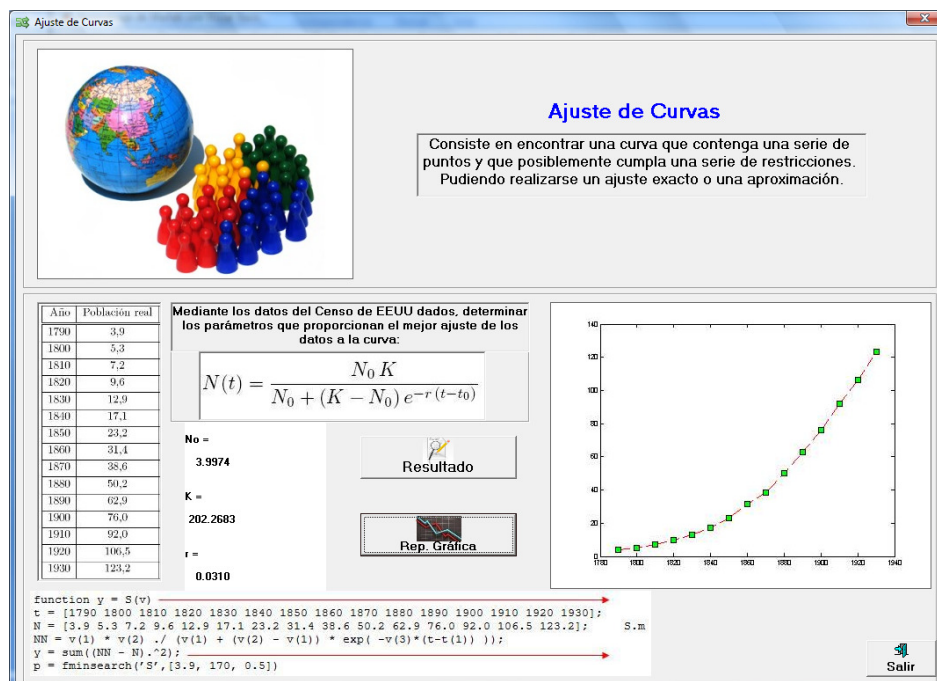 Ajuste de Curvas
Ajuste de Curvas
Consiste en encontrar una curva que contenga una serie de
puntos y que posiblemente cumpla una serie de restricciones.
Pudiendo realizarse un ajuste exacto o una aproximación.
Año Población real
1790 3,9
1800 5,3
1810 7,2
1820 9,6
1830 12,9
1840 17,1
1850 23,2
1860 31,4
1870 38,6
1880 50,2
1890 62,9
1900 76,0
1910 92,0
1920 106,5
1930 123,2
Mediante los datos del Censo de EEUU dados, determinar
los parámetros que proporcionan el mejor ajuste de los
datos a la curva:
N(t) = N₀ K / N₀ + (K − N₀) e^{−r (t−t₀)}
No =
3.9974
K =
202.2683
r =
0.0310
Resultado
Rep. Gráfica
140
120
100
80
60
40
20
0
1780 1800 1820 1840 1860 1880 1900 1920 1940
function y = S(v)
t = [1790 1800 1810 1820 1830 1840 1850 1860 1870 1880 1890 1900 1910 1920 1930];
N = [3.9 5.3 7.2 9.6 12.9 17.1 23.2 31.4 38.6 50.2 62.9 76.0 92.0 106.5 123.2]; S.m
NN = v(1) * v(2) ./ (v(1) + (v(2) - v(1)) * exp( -v(3)*(t-t(1)) ));
y = sum((NN - N).^2);
p = fminsearch('S',[3.9, 170, 0.5])
Salir